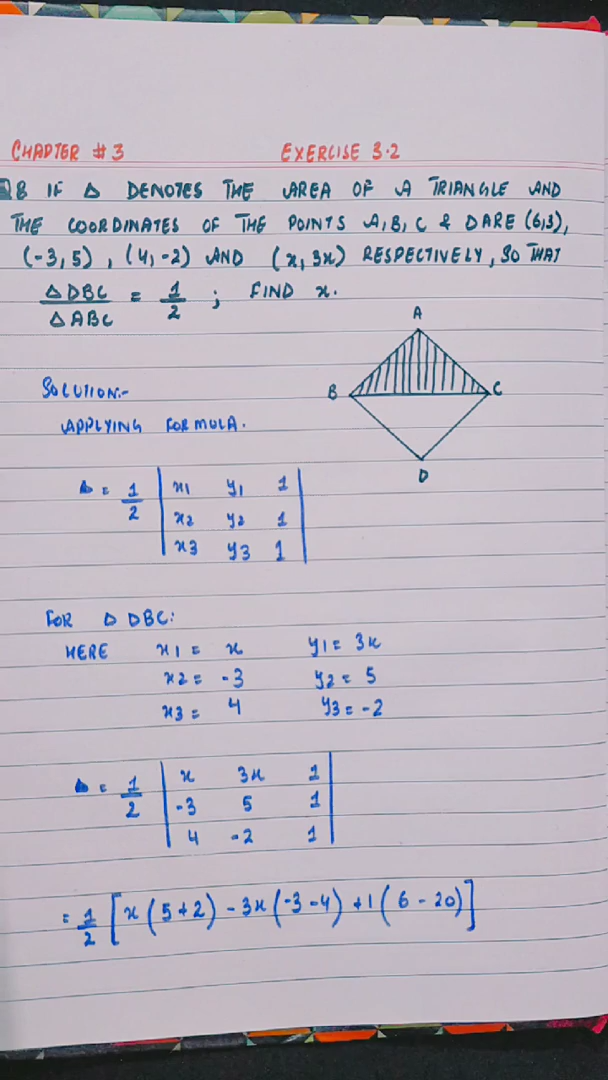 CHAPTER # 3 EXERCISE 3.2
Q8 IF Δ DENOTES THE AREA OF A TRIANGLE AND
THE COORDINATES OF THE POINTS A, B, C & D ARE (6,3),
(-3, 5) , (4, -2) AND (x, 3x) RESPECTIVELY, SO THAT
ΔDBC / ΔABC = 1/2 ; FIND x.
A
B C
D
SOLUTION:-
APPLYING FORMULA.
Δ = 1/2 | x1 y1 1 |
| x2 y2 1 |
| x3 y3 1 |
FOR Δ DBC:
HERE x1 = x y1 = 3x
x2 = -3 y2 = 5
x3 = 4 y3 = -2
Δ = 1/2 | x 3x 1 |
| -3 5 1 |
| 4 -2 1 |
= 1/2 [ x (5+2) - 3x (-3-4) +1 ( 6 - 20) ]